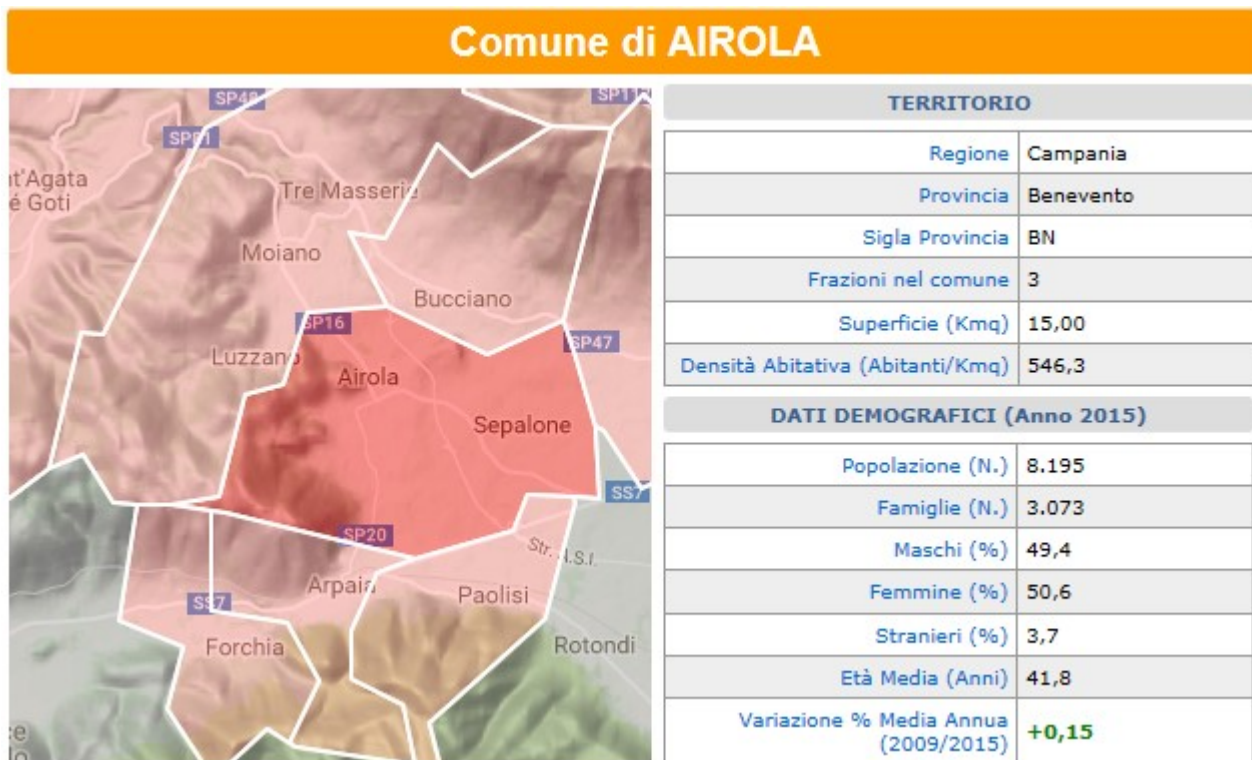 Comune di AIROLA
SP48
SP11
SP81
nt'Agata
é Goti
Tre Masserie
Moiano
Bucciano
SP16
SP47
Luzzano
Airola
Sepalone
SS7
SP20
Str. A.S.I.
Arpaia
Paolisi
SS7
Forchia
Rotondi
TERRITORIO
Regione Campania
Provincia Benevento
Sigla Provincia BN
Frazioni nel comune 3
Superficie (Kmq) 15,00
Densità Abitativa (Abitanti/Kmq) 546,3
DATI DEMOGRAFICI (Anno 2015)
Popolazione (N.) 8.195
Famiglie (N.) 3.073
Maschi (%) 49,4
Femmine (%) 50,6
Stranieri (%) 3,7
Età Media (Anni) 41,8
Variazione % Media Annua
(2009/2015) +0,15